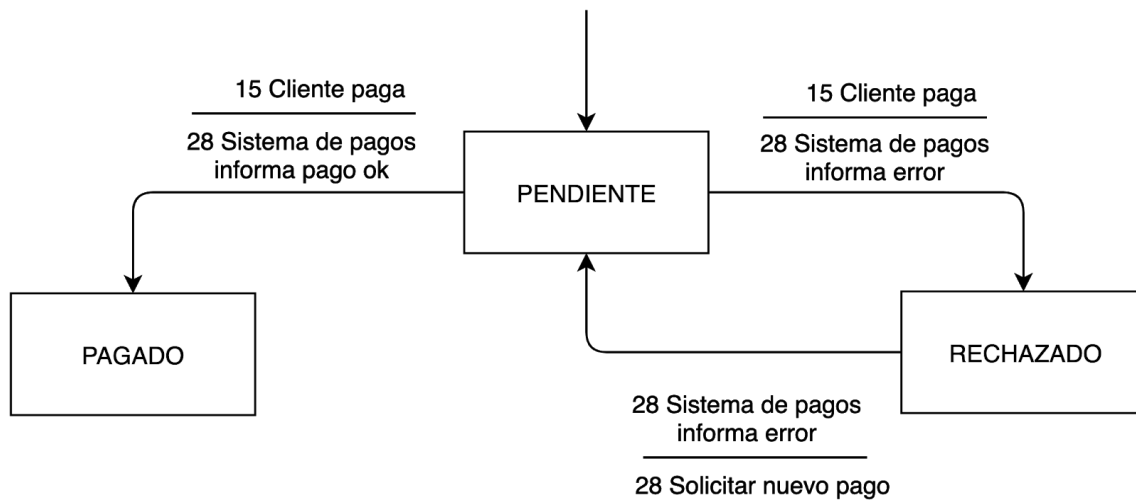 15 Cliente paga
28 Sistema de pagos
informa pago ok
15 Cliente paga
28 Sistema de pagos
informa error
PENDIENTE
PAGADO
RECHAZADO
28 Sistema de pagos
informa error
28 Solicitar nuevo pago